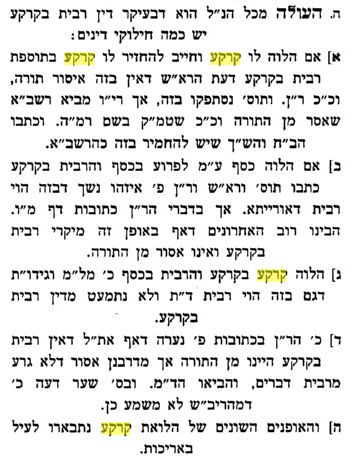 ה. העולה מכל הנ"ל הוא דבעיקר דין רבית בקרקע
יש כמה חילוקי דינים:
א] אם הלוה לו קרקע וחייב להחזיר לו קרקע בתוספת
רבית בקרקע דעת הרא"ש דאין בזה איסור תורה,
וכ"כ ר"ן. ותוס' נסתפקו בזה, אך רי"ו מביא רשב"א
שאסר מן התורה וכ"כ שטמ"ק בשם רמ"ה. וכתבו
הב"ח והש"ך שיש להחמיר בזה כהרשב"א.
ב] אם הלוה כסף ע"מ לפרוע בכסף והרבית בקרקע
כתבו תוס' ורא"ש ור"ן פ' איזהו נשך דבזה הוי
רבית דאורייתא. אך בדברי הר"ן כתובות דף מ"ו.
הבינו רוב האחרונים דאף באופן זה מיקרי רבית
בקרקע ואינו אסור מן התורה.
ג] הלוה קרקע בקרקע והרבית בכסף כ' מל"מ וגידו"ת
דגם בזה הוי רבית ד"ת ולא נתמעט מדין רבית
בקרקע.
ד] כ' הר"ן בכתובות פ' נערה דאף את"ל דאין רבית
בקרקע היינו מן התורה אך מדרבנן אסור דלא גרע
מרבית דברים, והביאו הד"מ. ובס' שער דעה כ'
דמהריב"ש לא משמע כן.
ה] והאופנים השונים של הלואת קרקע נתבארו לעיל
באריכות.